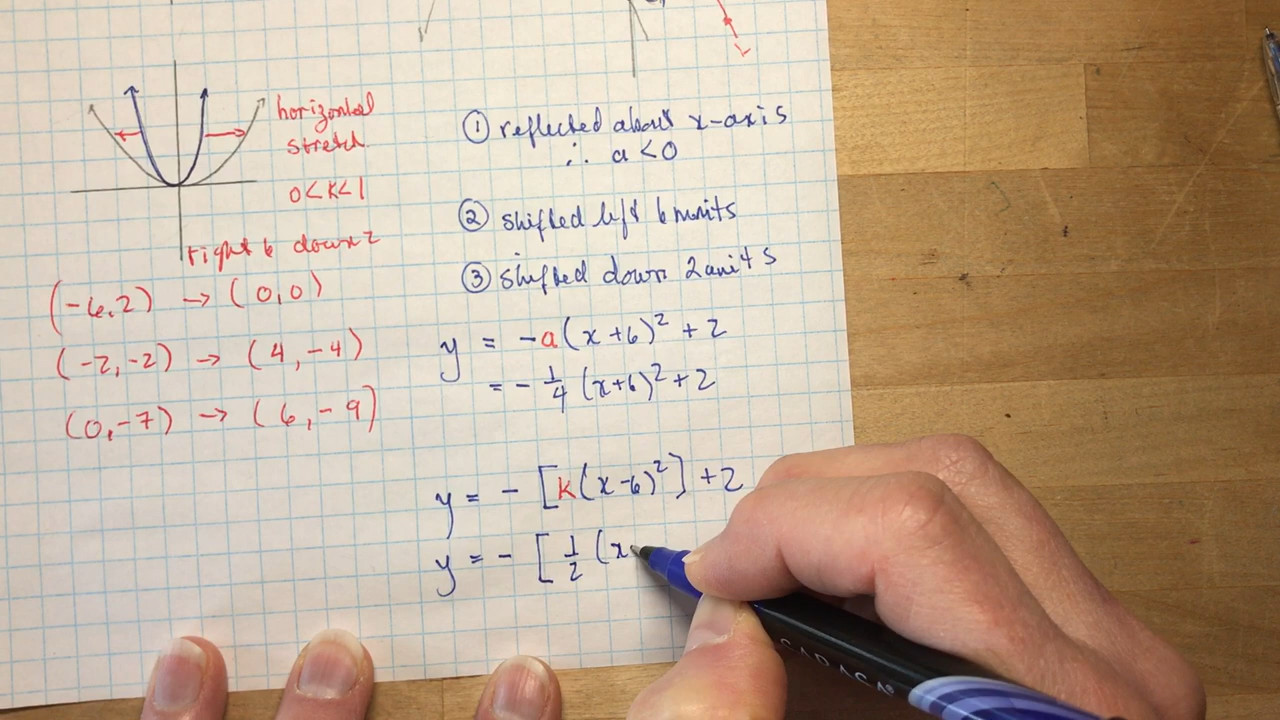 horizontal
stretch
0<k<1
right 6 down 2
(-6,2) → (0,0)
(-2,-2) → (4,-4)
(0,-7) → (6,-9)
① reflected about x-axis
∴ a<0
② shifted left 6 units
③ shifted down 2 units
y = -a(x+6)² + 2
= - 1/4 (x+6)² + 2
y = - [k(x-6)²] + 2
y = - [1/2 (x